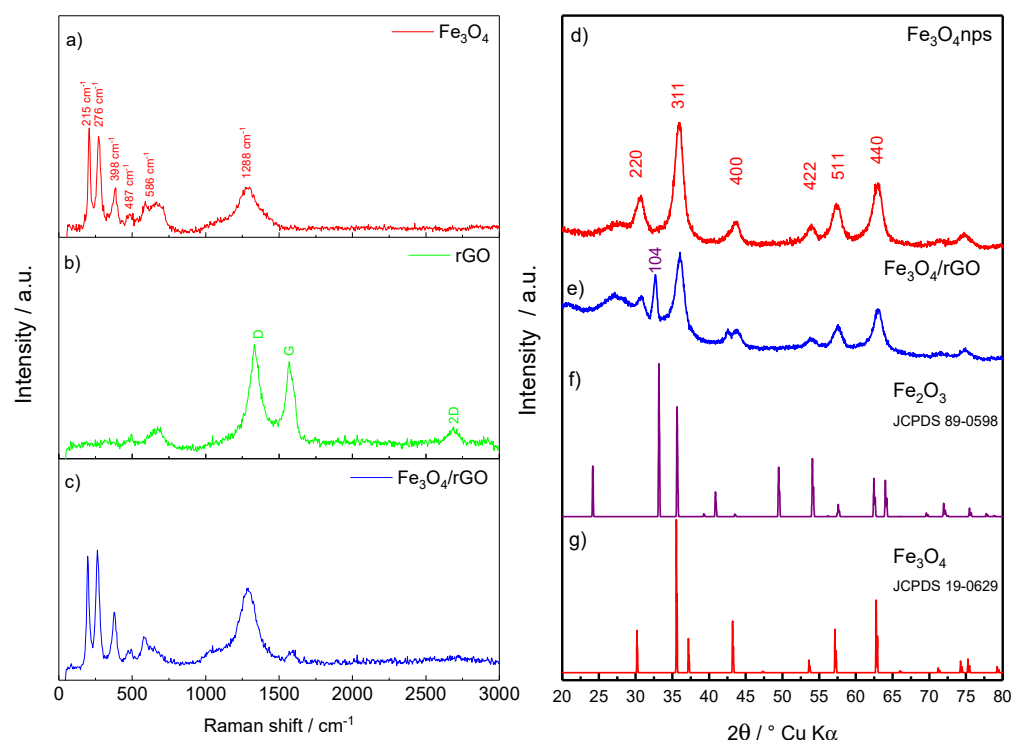 a)
Fe₃O₄
215 cm⁻¹
276 cm⁻¹
398 cm⁻¹
487 cm⁻¹
586 cm⁻¹
1288 cm⁻¹
b)
rGO
D
G
2D
c)
Fe₃O₄/rGO
Intensity / a.u.
0 500 1000 1500 2000 2500 3000
Raman shift / cm⁻¹
d)
Fe₃O₄nps
220
311
400
422
511
440
e)
104
Fe₃O₄/rGO
f)
Fe₂O₃
JCPDS 89-0598
g)
Fe₃O₄
JCPDS 19-0629
Intensity / a.u.
20 25 30 35 40 45 50 55 60 65 70 75 80
2θ / ° Cu Kα